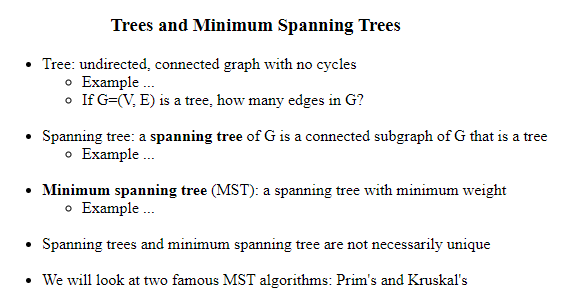 Trees and Minimum Spanning Trees
• Tree: undirected, connected graph with no cycles
◦ Example ...
◦ If G=(V, E) is a tree, how many edges in G?
• Spanning tree: a spanning tree of G is a connected subgraph of G that is a tree
◦ Example ...
• Minimum spanning tree (MST): a spanning tree with minimum weight
◦ Example ...
• Spanning trees and minimum spanning tree are not necessarily unique
• We will look at two famous MST algorithms: Prim's and Kruskal's